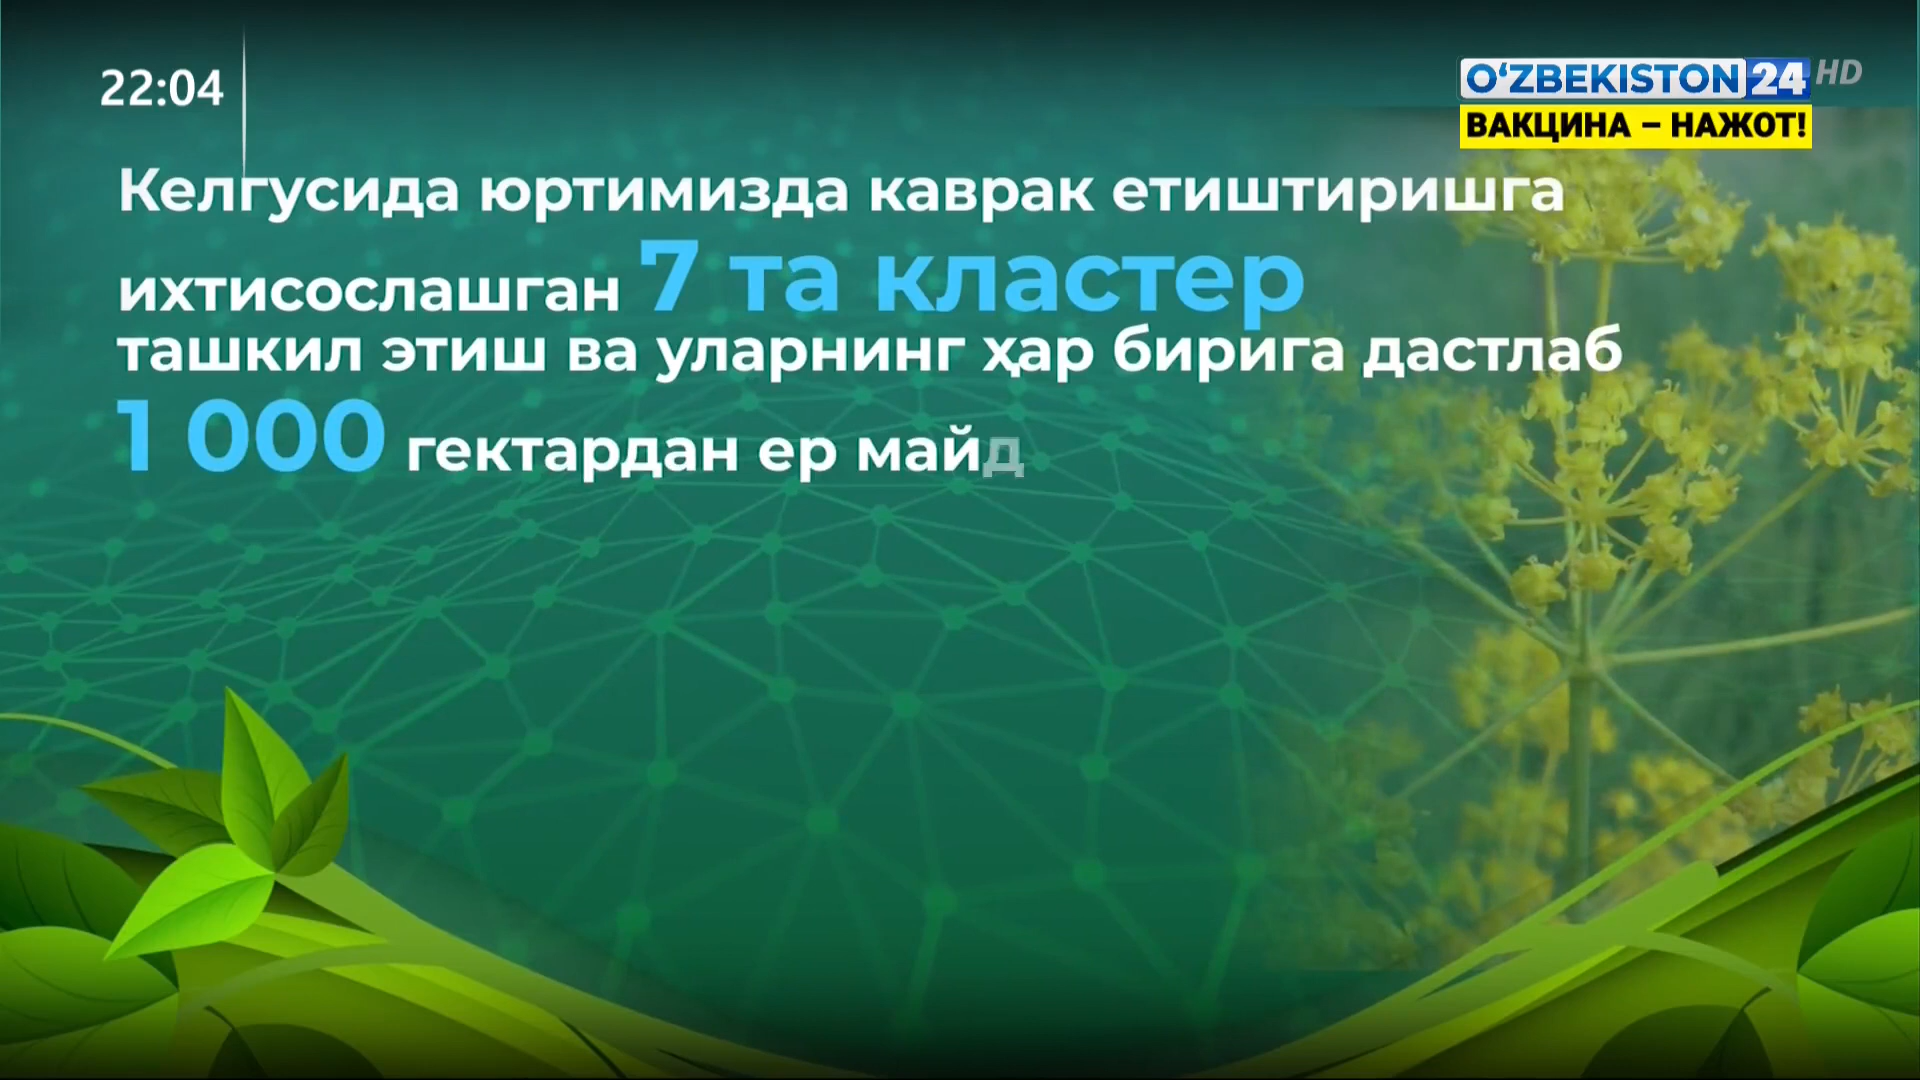 22:04
O‘ZBEKISTON 24 HD
ВАКЦИНА – НАЖОТ!
Келгусида юртимизда каврак етиштиришга
ихтисослашган 7 та кластер
ташкил этиш ва уларнинг ҳар бирига дастлаб
1 000 гектардан ер майд